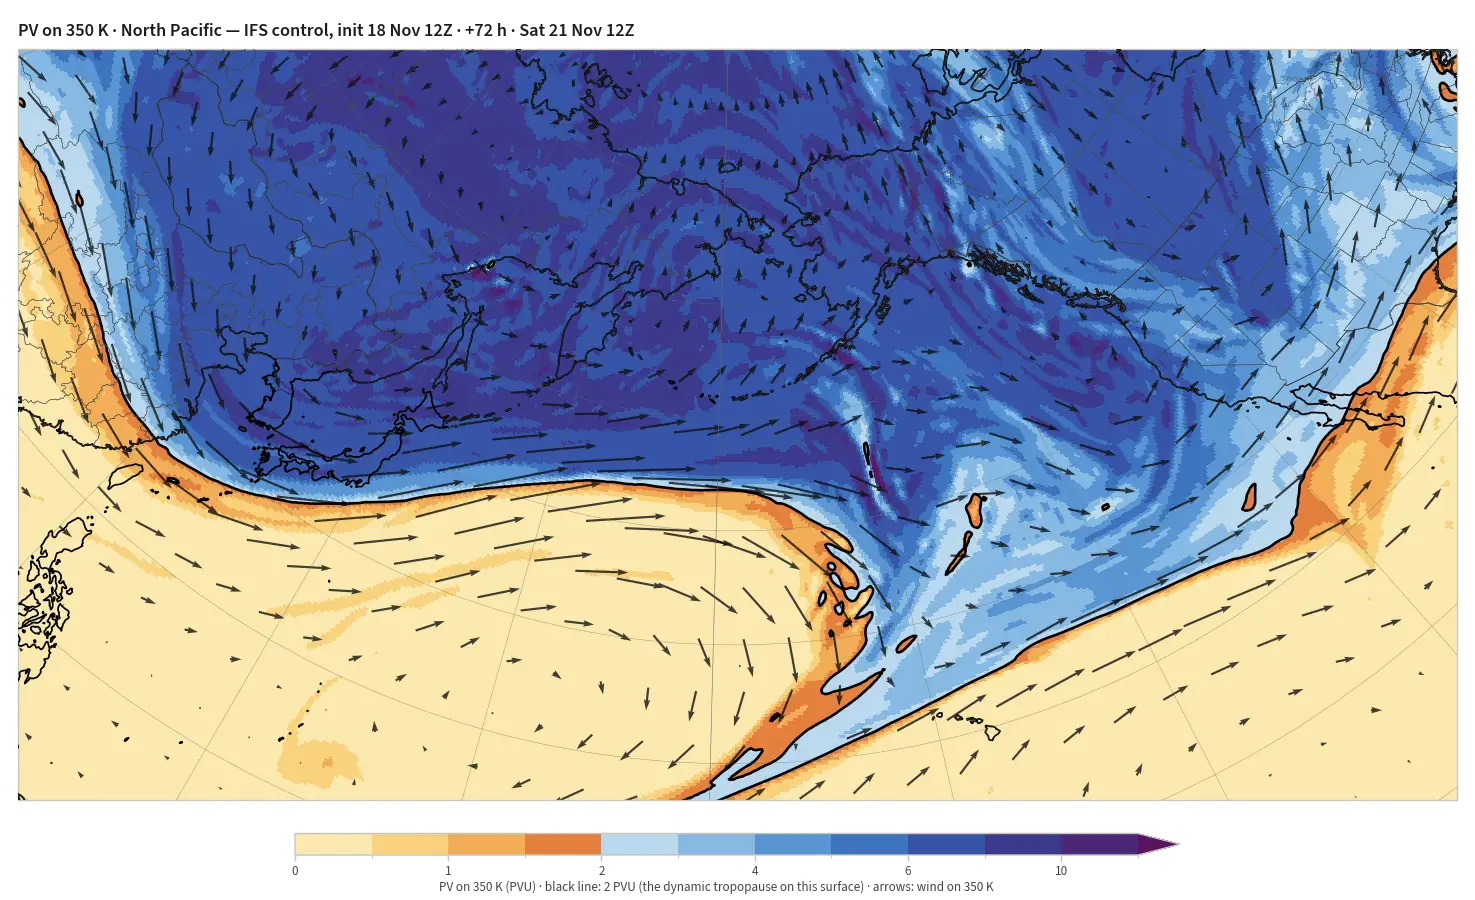 PV on 350 K · North Pacific — IFS control, init 18 Nov 12Z · +72 h · Sat 21 Nov 12Z
0 1 2 4 6 10
PV on 350 K (PVU) · black line: 2 PVU (the dynamic tropopause on this surface) · arrows: wind on 350 K